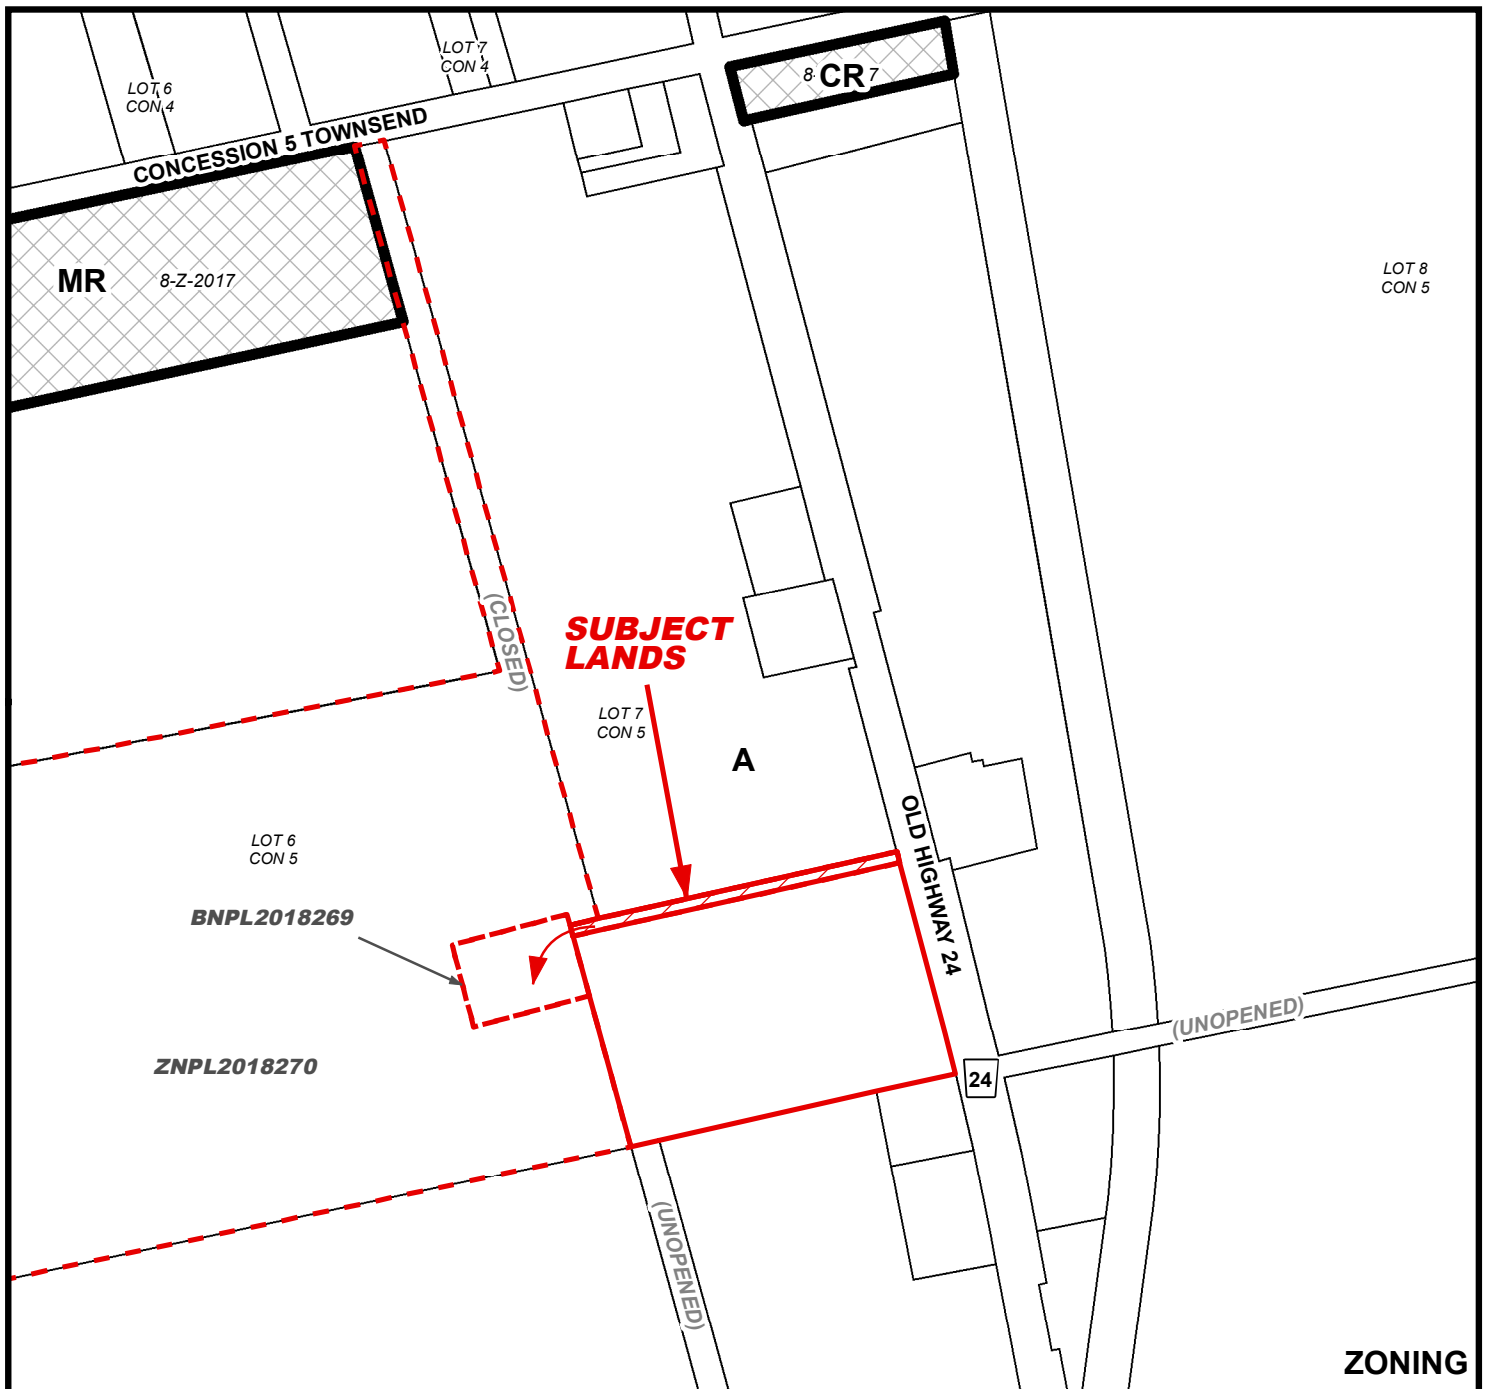 LOT 7
CON 4
LOT 6
CON 4
8 CR 7
CONCESSION 5 TOWNSEND
MR 8-Z-2017
LOT 8
CON 5
(CLOSED)
SUBJECT
LANDS
LOT 7
CON 5
A
OLD HIGHWAY 24
LOT 6
CON 5
BNPL2018269
(UNOPENED)
ZNPL2018270
24
(UNOPENED)
ZONING